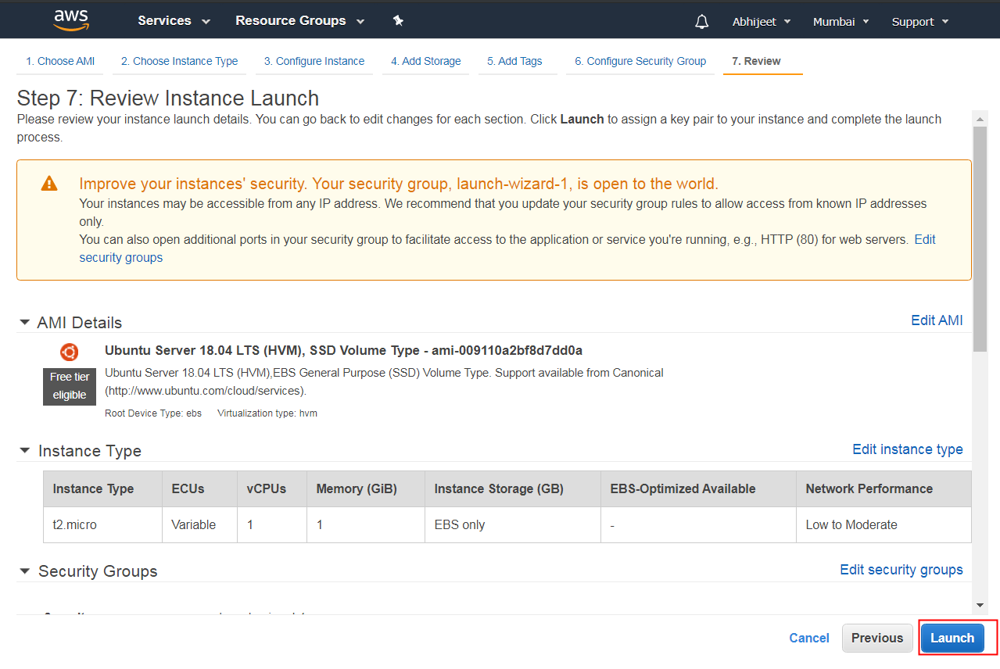 aws Services Resource Groups Abhijeet Mumbai Support
1. Choose AMI 2. Choose Instance Type 3. Configure Instance 4. Add Storage 5. Add Tags 6. Configure Security Group 7. Review
Step 7: Review Instance Launch
Please review your instance launch details. You can go back to edit changes for each section. Click Launch to assign a key pair to your instance and complete the launch
process.
Improve your instances' security. Your security group, launch-wizard-1, is open to the world.
Your instances may be accessible from any IP address. We recommend that you update your security group rules to allow access from known IP addresses
only.
You can also open additional ports in your security group to facilitate access to the application or service you're running, e.g., HTTP (80) for web servers. Edit
security groups
AMI Details Edit AMI
Ubuntu Server 18.04 LTS (HVM), SSD Volume Type - ami-009110a2bf8d7dd0a
Free tier
eligible
Ubuntu Server 18.04 LTS (HVM),EBS General Purpose (SSD) Volume Type. Support available from Canonical
(http://www.ubuntu.com/cloud/services).
Root Device Type: ebs Virtualization type: hvm
Instance Type Edit instance type
Instance Type ECUs vCPUs Memory (GiB) Instance Storage (GB) EBS-Optimized Available Network Performance
t2.micro Variable 1 1 EBS only - Low to Moderate
Security Groups Edit security groups
Cancel Previous Launch